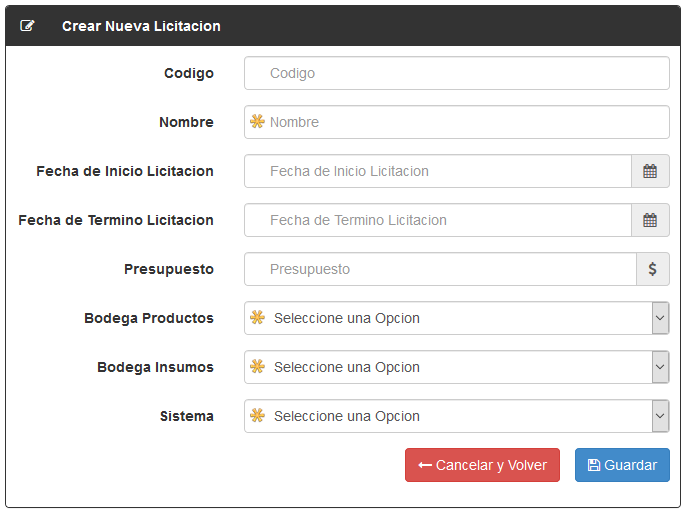 Crear Nueva Licitacion
Codigo Codigo
Nombre Nombre
Fecha de Inicio Licitacion Fecha de Inicio Licitacion
Fecha de Termino Licitacion Fecha de Termino Licitacion
Presupuesto Presupuesto $
Bodega Productos Seleccione una Opcion
Bodega Insumos Seleccione una Opcion
Sistema Seleccione una Opcion
Cancelar y Volver Guardar